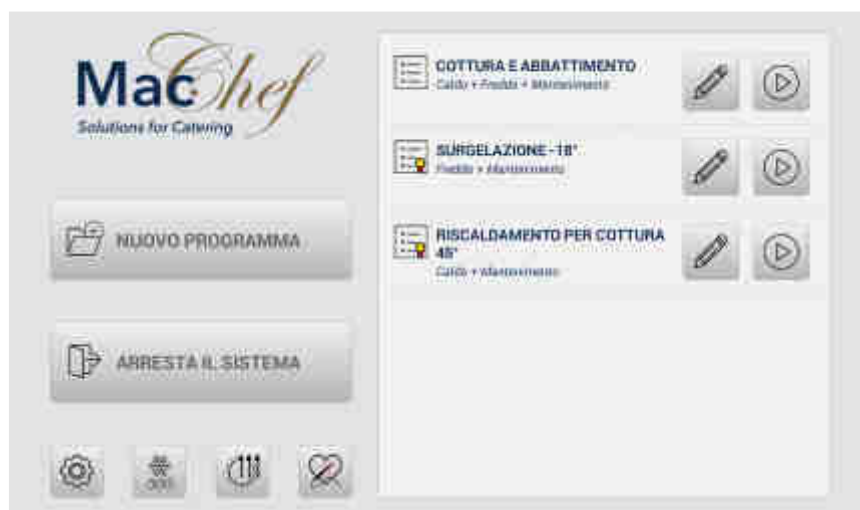 MacChef
Solutions for Catering
NUOVO PROGRAMMA
ARRESTA IL SISTEMA
COTTURA E ABBATTIMENTO
Caldo + Freddo + Mantenimento
SURGELAZIONE -18°
Freddo + Mantenimento
RISCALDAMENTO PER COTTURA
45°
Caldo + Mantenimento